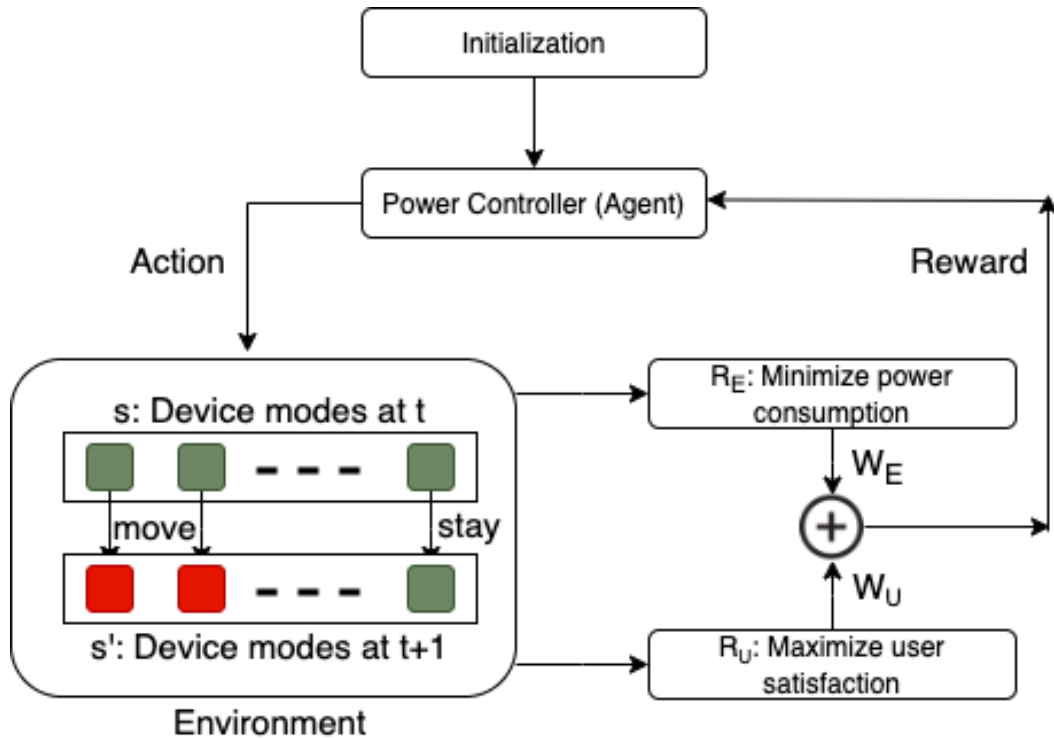 Initialization
Power Controller (Agent)
Action
Reward
s: Device modes at t
move
stay
s': Device modes at t+1
Environment
R_E: Minimize power
consumption
W_E
+
W_U
R_U: Maximize user
satisfaction